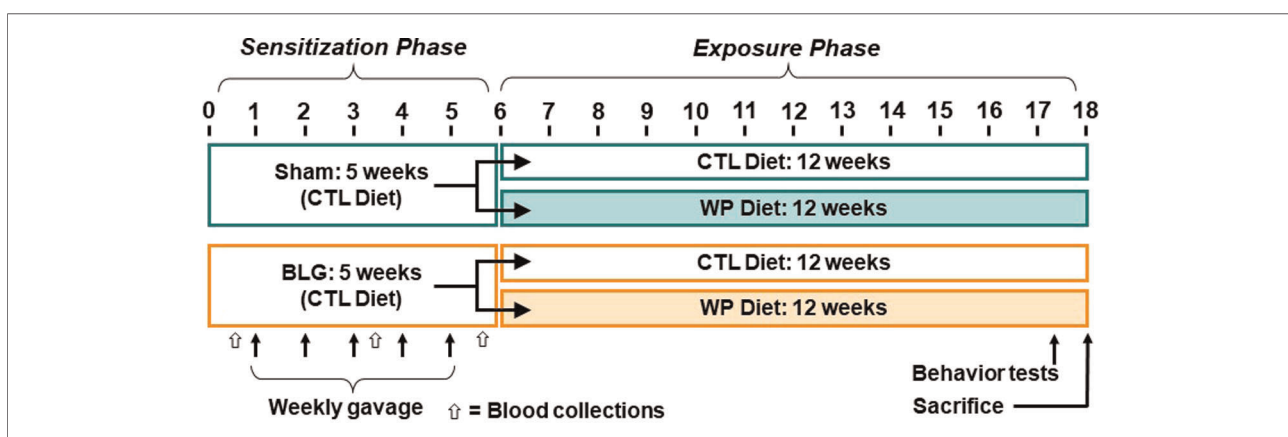 Sensitization Phase
Exposure Phase
0 1 2 3 4 5 6 7 8 9 10 11 12 13 14 15 16 17 18
Sham: 5 weeks
(CTL Diet)
CTL Diet: 12 weeks
WP Diet: 12 weeks
BLG: 5 weeks
(CTL Diet)
CTL Diet: 12 weeks
WP Diet: 12 weeks
Weekly gavage
⇧ = Blood collections
Behavior tests
Sacrifice